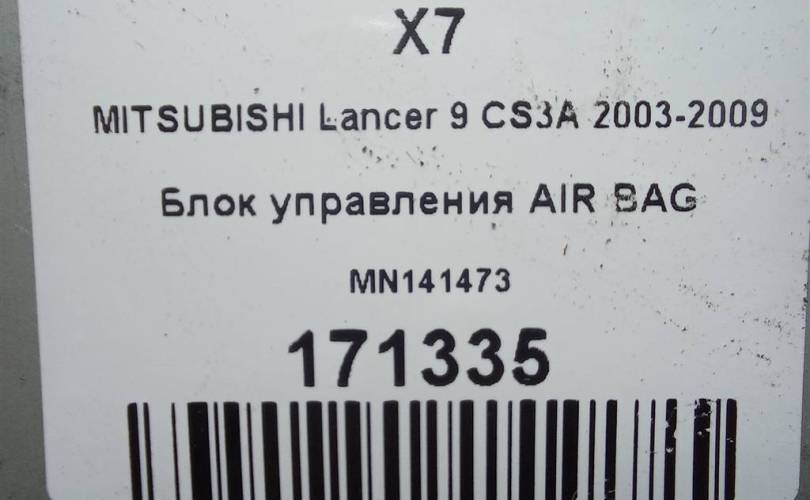 X7
MITSUBISHI Lancer 9 CS3A 2003-2009
Блок управления AIR BAG
MN141473
171335